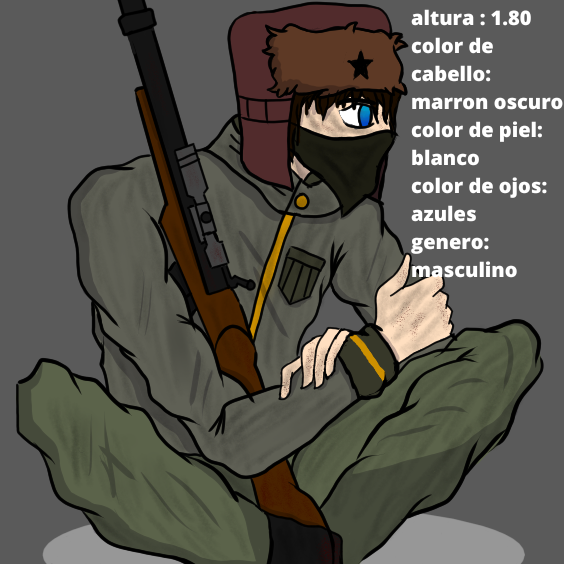 altura : 1.80
color de
cabello:
marron oscuro
color de piel:
blanco
color de ojos:
azules
genero:
masculino